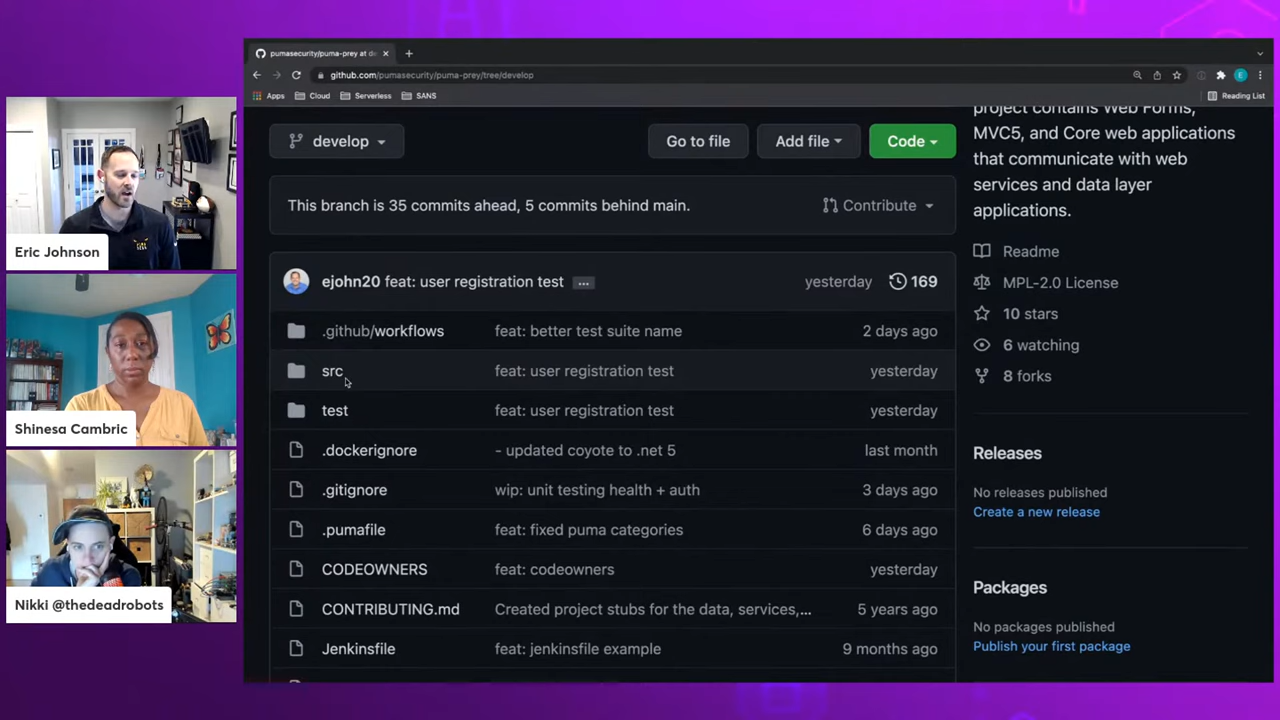 Eric Johnson
Shinesa Cambric
Nikki @thedeadrobots
pumasecurity/puma-prey at de
github.com/pumasecurity/puma-prey/tree/develop
E
Apps Cloud Serverless SANS Reading List
develop Go to file Add file Code
This branch is 35 commits ahead, 5 commits behind main. Contribute
ejohn20 feat: user registration test ... yesterday 169
.github/workflows feat: better test suite name 2 days ago
src feat: user registration test yesterday
test feat: user registration test yesterday
.dockerignore - updated coyote to .net 5 last month
.gitignore wip: unit testing health + auth 3 days ago
.pumafile feat: fixed puma categories 6 days ago
CODEOWNERS feat: codeowners yesterday
CONTRIBUTING.md Created project stubs for the data, services,... 5 years ago
Jenkinsfile feat: jenkinsfile example 9 months ago
project contains Web Forms,
MVC5, and Core web applications
that communicate with web
services and data layer
applications.
Readme
MPL-2.0 License
10 stars
6 watching
8 forks
Releases
No releases published
Create a new release
Packages
No packages published
Publish your first package